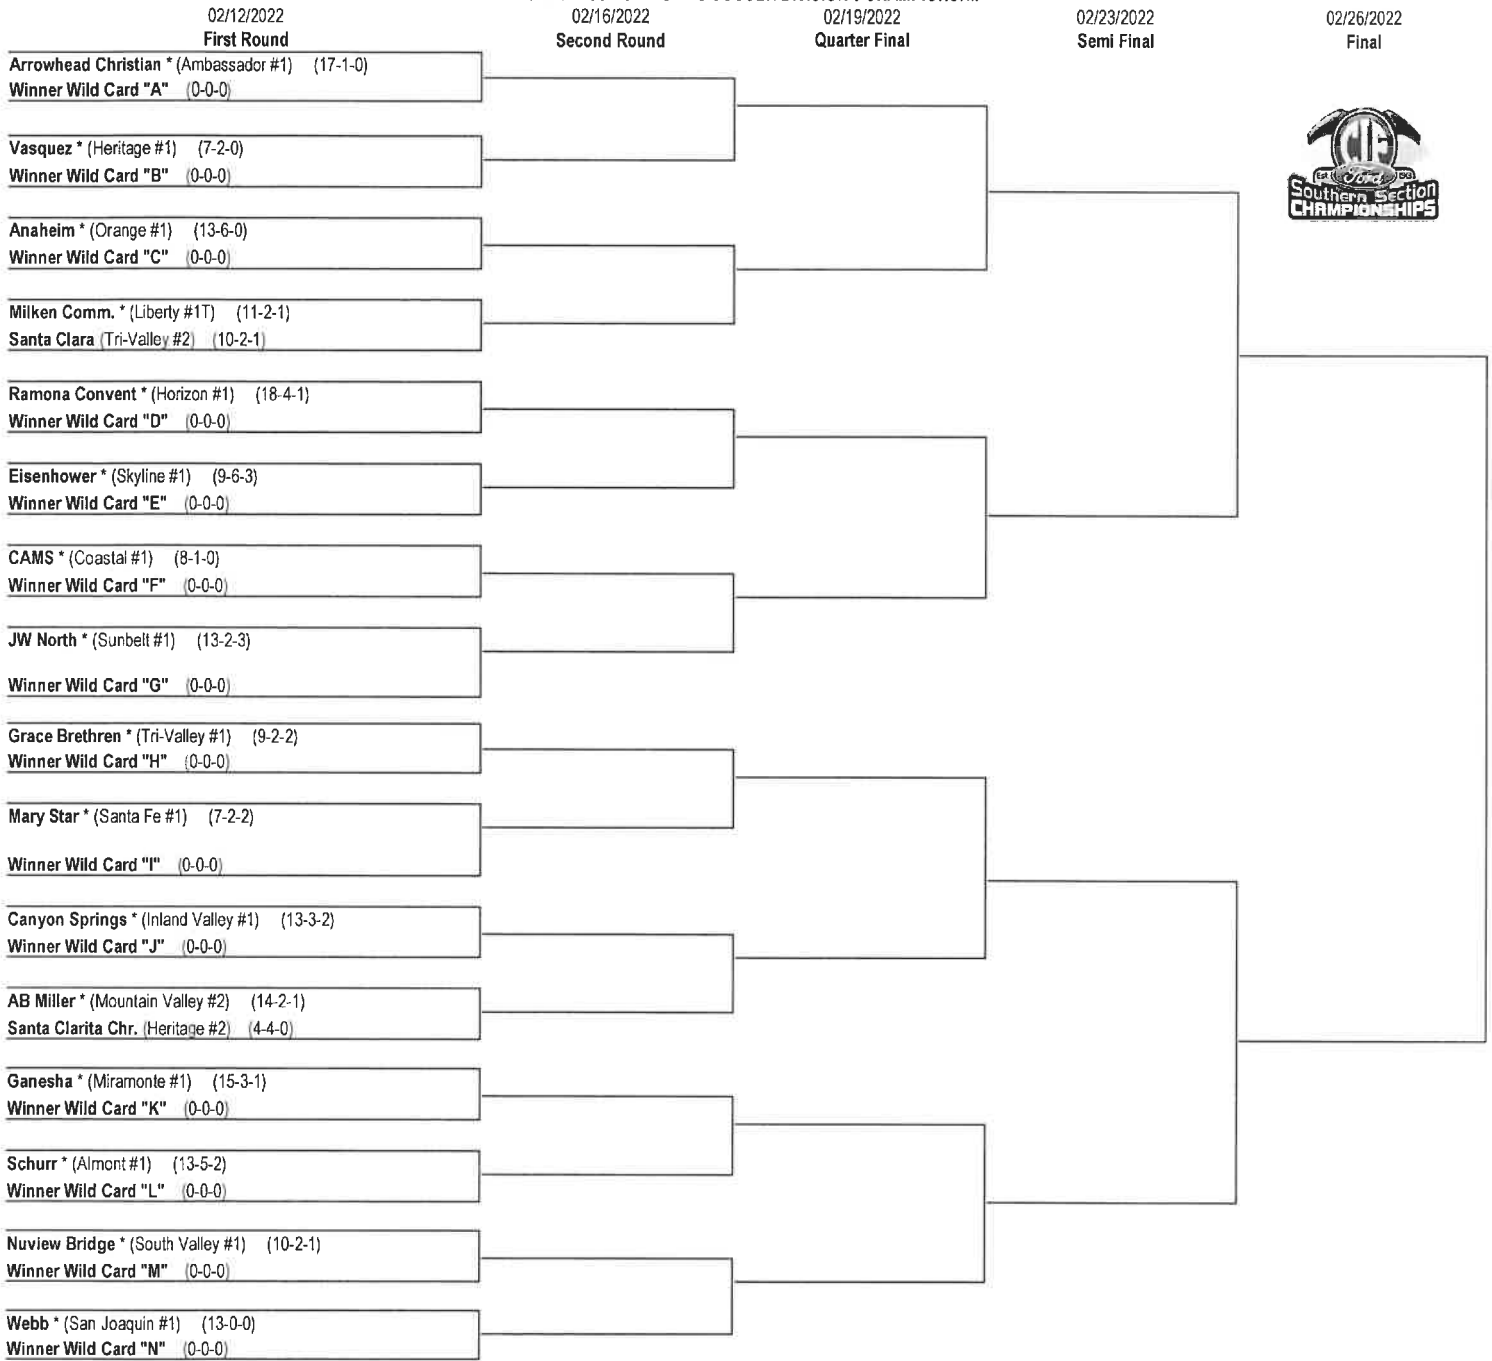 02/12/2022 02/16/2022 02/19/2022 02/23/2022 02/26/2022
First Round Second Round Quarter Final Semi Final Final
Arrowhead Christian * (Ambassador #1) (17-1-0)
Winner Wild Card "A" (0-0-0)
Vasquez * (Heritage #1) (7-2-0)
Winner Wild Card "B" (0-0-0)
CIF
Est Ford 1913
Southern Section
CHAMPIONSHIPS
Anaheim * (Orange #1) (13-6-0)
Winner Wild Card "C" (0-0-0)
Milken Comm. * (Liberty #1T) (11-2-1)
Santa Clara (Tri-Valley #2) (10-2-1)
Ramona Convent * (Horizon #1) (18-4-1)
Winner Wild Card "D" (0-0-0)
Eisenhower * (Skyline #1) (9-6-3)
Winner Wild Card "E" (0-0-0)
CAMS * (Coastal #1) (8-1-0)
Winner Wild Card "F" (0-0-0)
JW North * (Sunbelt #1) (13-2-3)
Winner Wild Card "G" (0-0-0)
Grace Brethren * (Tri-Valley #1) (9-2-2)
Winner Wild Card "H" (0-0-0)
Mary Star * (Santa Fe #1) (7-2-2)
Winner Wild Card "I" (0-0-0)
Canyon Springs * (Inland Valley #1) (13-3-2)
Winner Wild Card "J" (0-0-0)
AB Miller * (Mountain Valley #2) (14-2-1)
Santa Clarita Chr. (Heritage #2) (4-4-0)
Ganesha * (Miramonte #1) (15-3-1)
Winner Wild Card "K" (0-0-0)
Schurr * (Almont #1) (13-5-2)
Winner Wild Card "L" (0-0-0)
Nuview Bridge * (South Valley #1) (10-2-1)
Winner Wild Card "M" (0-0-0)
Webb * (San Joaquin #1) (13-0-0)
Winner Wild Card "N" (0-0-0)